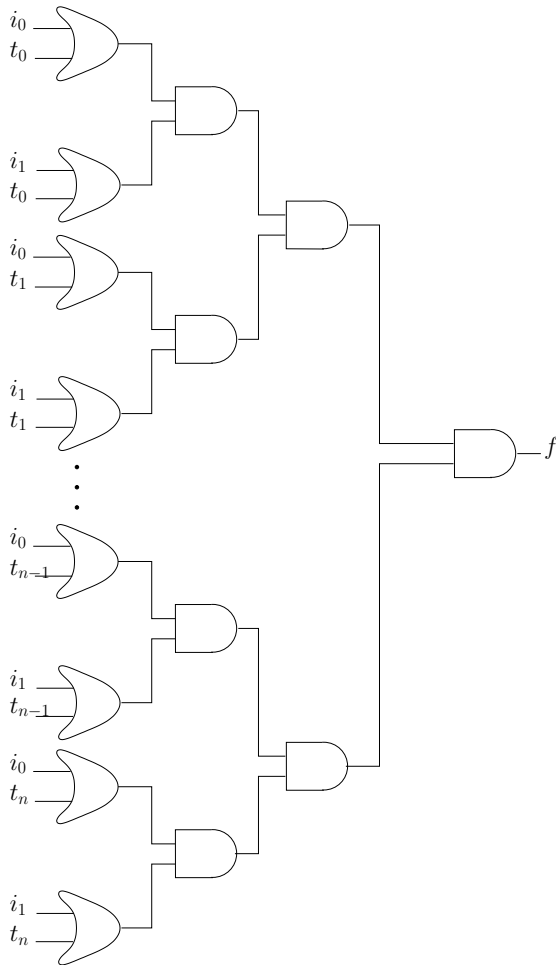 i₀
t₀
i₁
t₀
i₀
t₁
i₁
t₁
f
i₀
tₙ₋₁
i₁
tₙ₋₁
i₀
tₙ
i₁
tₙ